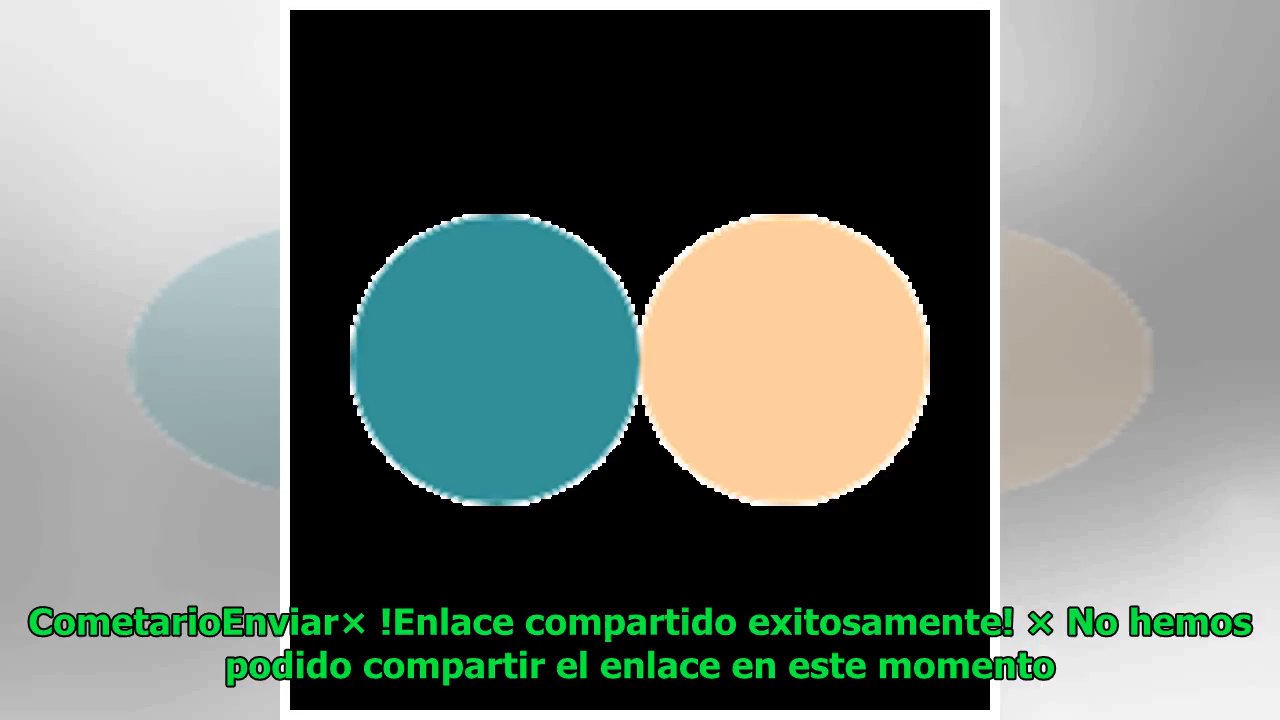 CometarioEnviar× !Enlace compartido exitosamente! × No hemos
podido compartir el enlace en este momento